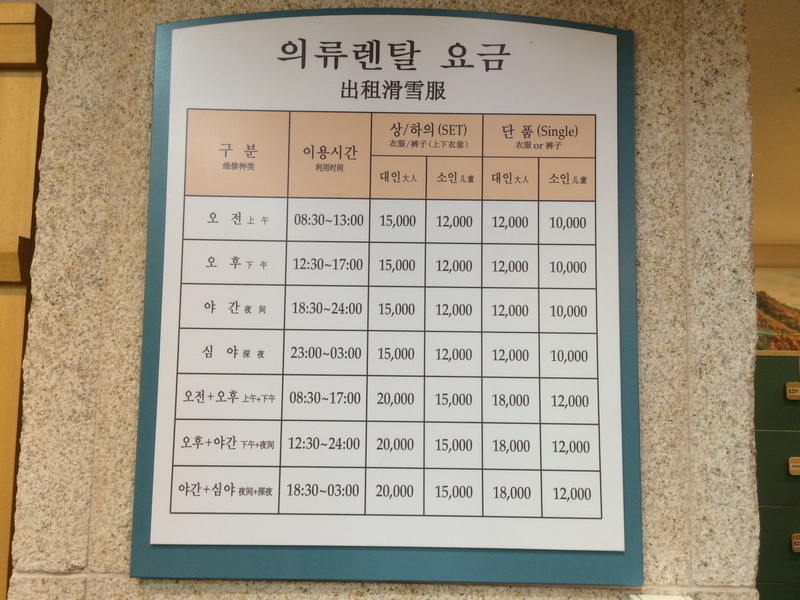 의류렌탈 요금
出租滑雪服
구 분 이용시간 상/하의 (SET) 단 품 (Single)
维修种类 利用时间 衣服/裤子(上下衣套) 衣服 or 裤子
대인大人 소인儿童 대인大人 소인儿童
오 전 上 午 08:30~13:00 15,000 12,000 12,000 10,000
오 후 下 午 12:30~17:00 15,000 12,000 12,000 10,000
야 간 夜 间 18:30~24:00 15,000 12,000 12,000 10,000
심 야 深 夜 23:00~03:00 15,000 12,000 12,000 10,000
오전+오후 上午+下午 08:30~17:00 20,000 15,000 18,000 12,000
오후+야간 下午+夜间 12:30~24:00 20,000 15,000 18,000 12,000
야간+심야 夜间+深夜 18:30~03:00 20,000 15,000 18,000 12,000